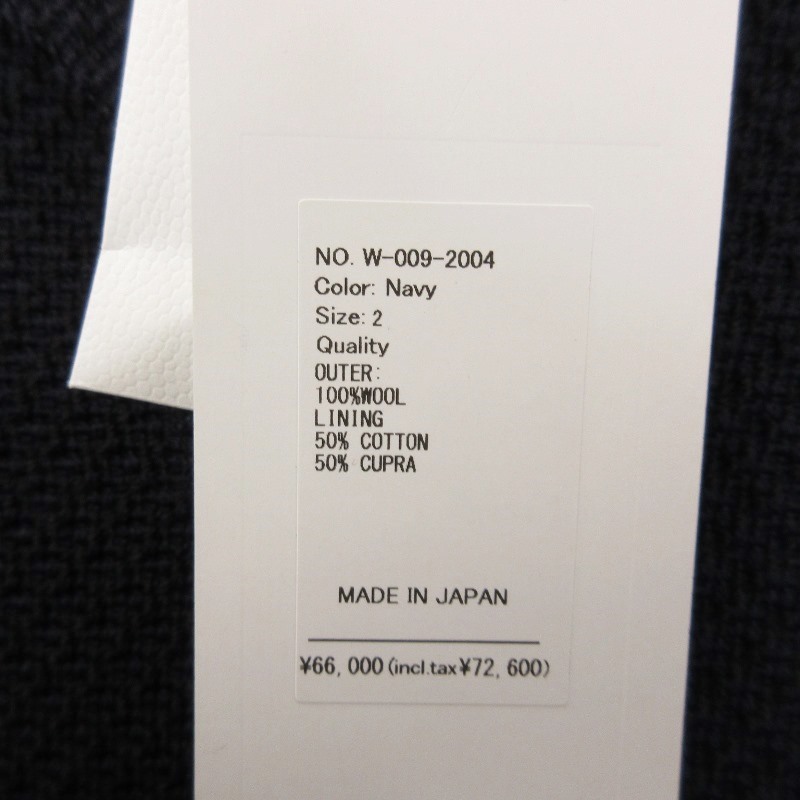 NO. W-009-2004
Color: Navy
Size: 2
Quality
OUTER:
100%WOOL
LINING
50% COTTON
50% CUPRA
MADE IN JAPAN
¥66,000(incl.tax¥72,600)